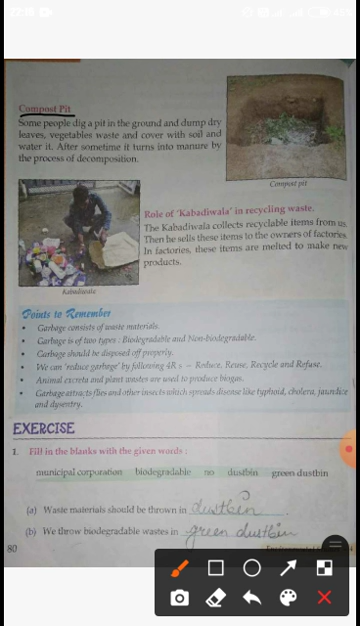 Compost Pit
Some people dig a pit in the ground and dump dry
leaves, vegetables waste and cover with soil and
water it. After sometime it turns into manure by
the process of decomposition.
Compost pit
Role of 'Kabadiwala' in recycling waste.
The Kabadiwala collects recyclable items from us.
Then he sells these items to the owners of factories.
In factories, these items are melted to make new
products.
Kabadiwala
Points to Remember
• Garbage consists of waste materials.
• Garbage is of two types : Biodegradable and Non-biodegradable.
• Garbage should be disposed off properly.
• We can 'reduce garbage' by following 4R s – Reduce, Reuse, Recycle and Refuse.
• Animal excreta and plant wastes are used to produce biogas.
• Garbage attracts flies and other insects which spreads disease like typhoid, cholera, jaundice
and dysentry.
EXERCISE
1. Fill in the blanks with the given words :
municipal corporation biodegradable no dustbin green dustbin
(a) Waste materials should be thrown in dustbin.
(b) We throw biodegradable wastes in green dustbin
80